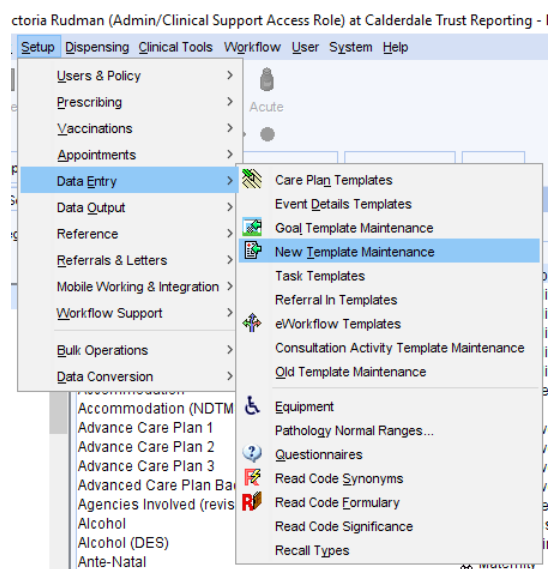 ctoria Rudman (Admin/Clinical Support Access Role) at Calderdale Trust Reporting -
Setup Dispensing Clinical Tools Workflow User System Help
Users & Policy
Prescribing
Vaccinations
Appointments
Data Entry
Data Output
Reference
Referrals & Letters
Mobile Working & Integration
Workflow Support
Bulk Operations
Data Conversion
Acute
Care Plan Templates
Event Details Templates
Goal Template Maintenance
New Template Maintenance
Task Templates
Referral In Templates
eWorkflow Templates
Consultation Activity Template Maintenance
Old Template Maintenance
Equipment
Pathology Normal Ranges...
Questionnaires
Read Code Synonyms
Read Code Formulary
Read Code Significance
Recall Types
Accommodation (NDTM
Advance Care Plan 1
Advance Care Plan 2
Advance Care Plan 3
Advanced Care Plan Ba
Agencies Involved (revis
Alcohol
Alcohol (DES)
Ante-Natal